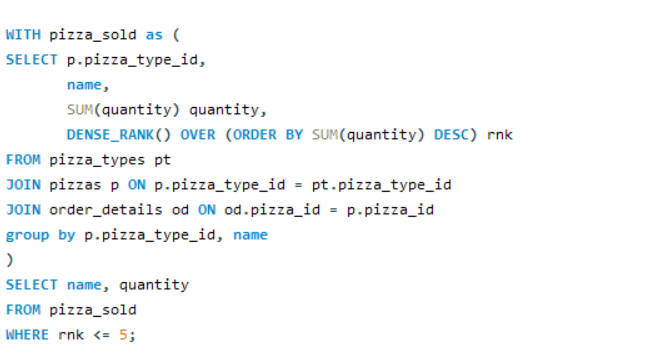 WITH pizza_sold as (
SELECT p.pizza_type_id,
name,
SUM(quantity) quantity,
DENSE_RANK() OVER (ORDER BY SUM(quantity) DESC) rnk
FROM pizza_types pt
JOIN pizzas p ON p.pizza_type_id = pt.pizza_type_id
JOIN order_details od ON od.pizza_id = p.pizza_id
group by p.pizza_type_id, name
)
SELECT name, quantity
FROM pizza_sold
WHERE rnk <= 5;